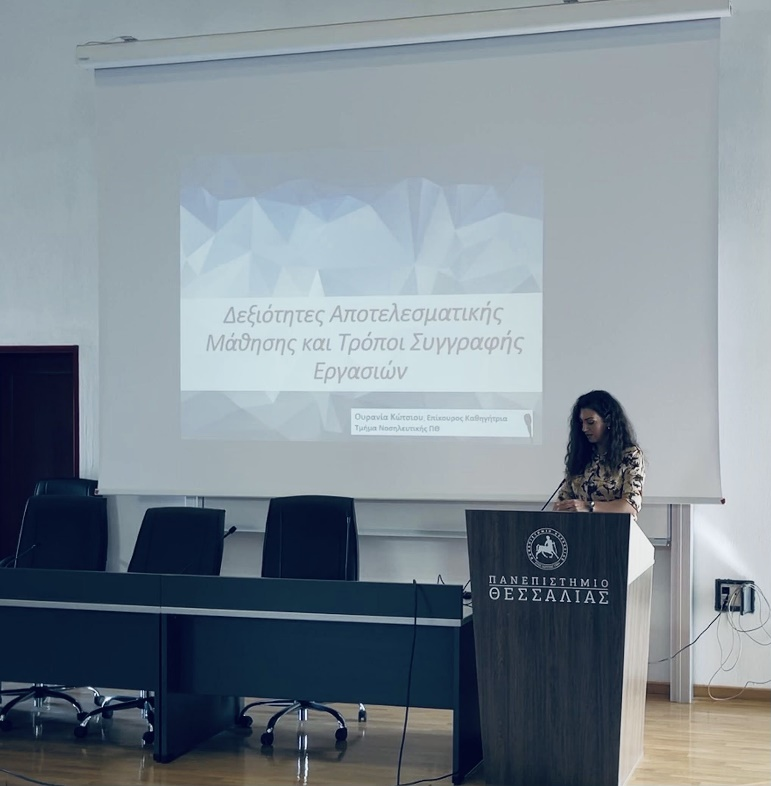 Δεξιότητες Αποτελεσματικής
Μάθησης και Τρόποι Συγγραφής
Εργασιών
Ουρανία Κώτσιου, Επίκουρος Καθηγήτρια
Τμήμα Νοσηλευτικής ΠΘ
ΠΑΝΕΠΙΣΤΗΜΙΟ
ΘΕΣΣΑΛΙΑΣ